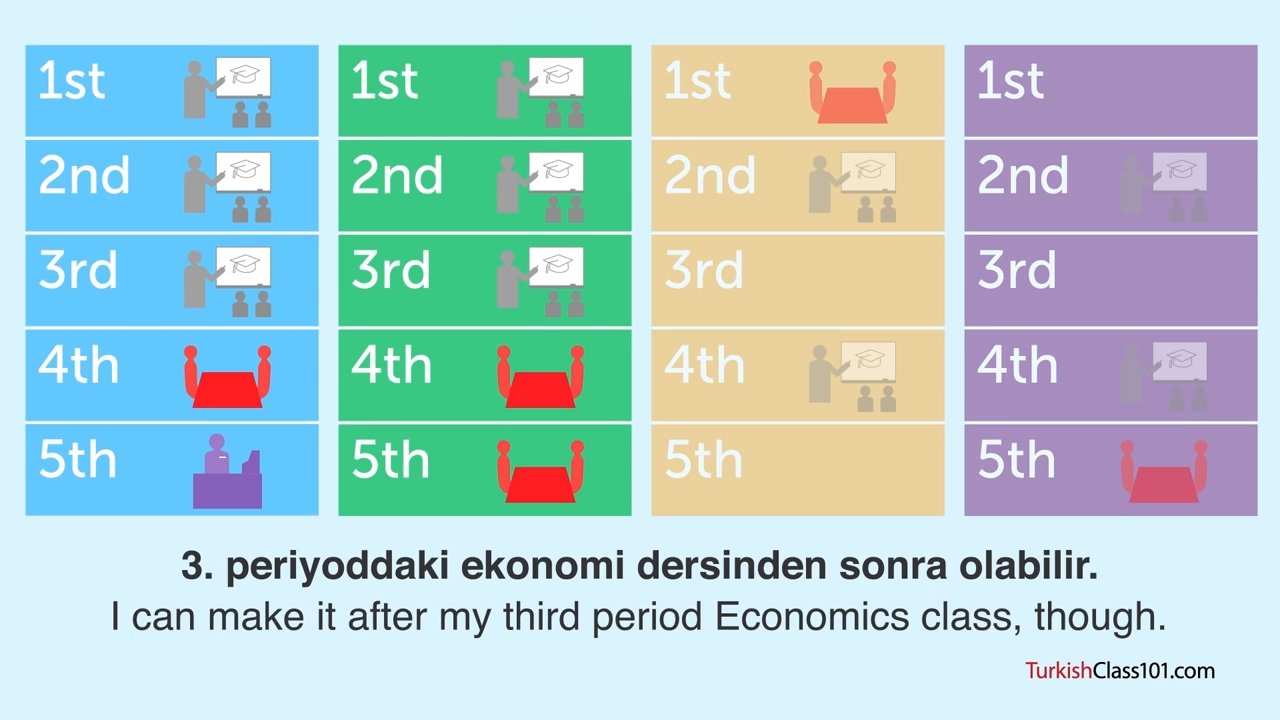 1st 1st 1st 1st
2nd 2nd 2nd 2nd
3rd 3rd 3rd 3rd
4th 4th 4th 4th
5th 5th 5th 5th
3. periyoddaki ekonomi dersinden sonra olabilir.
I can make it after my third period Economics class, though.
TurkishClass101.com